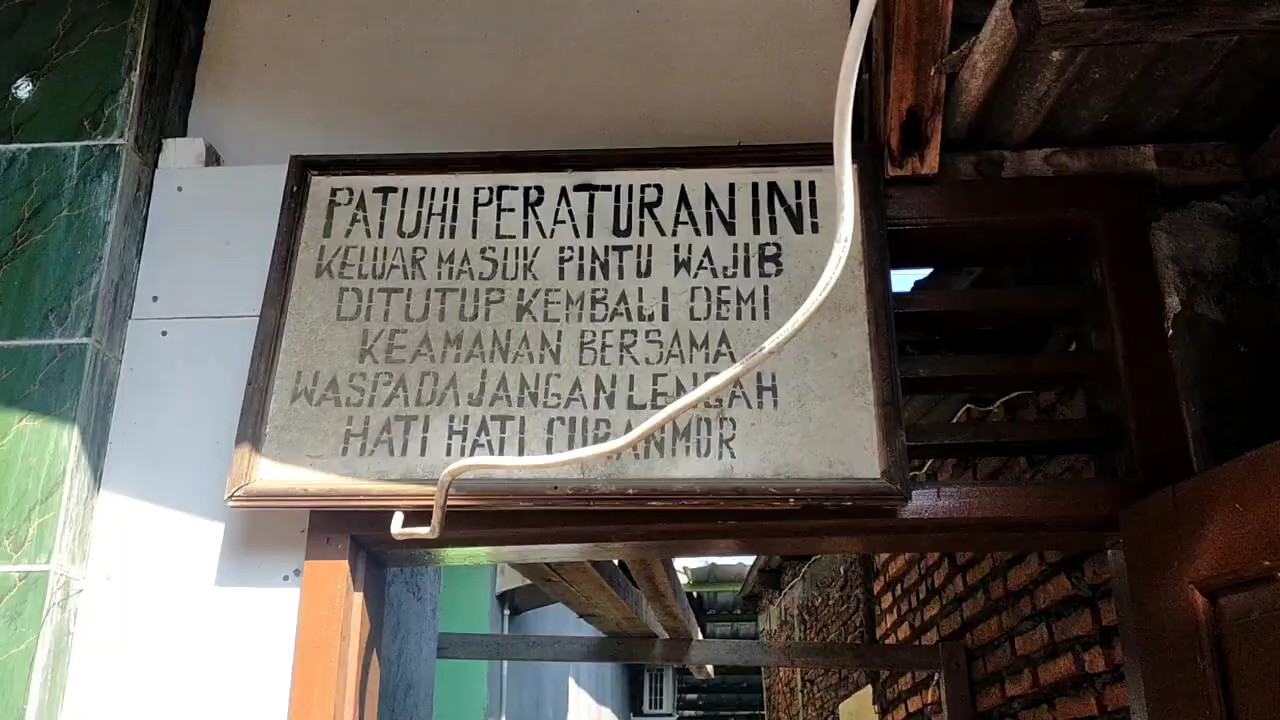 PATUHI PERATURAN INI
KELUAR MASUK PINTU WAJIB
DITUTUP KEMBALI DEMI
KEAMANAN BERSAMA
WASPADA JANGAN LENGAH
HATI HATI CURANMOR